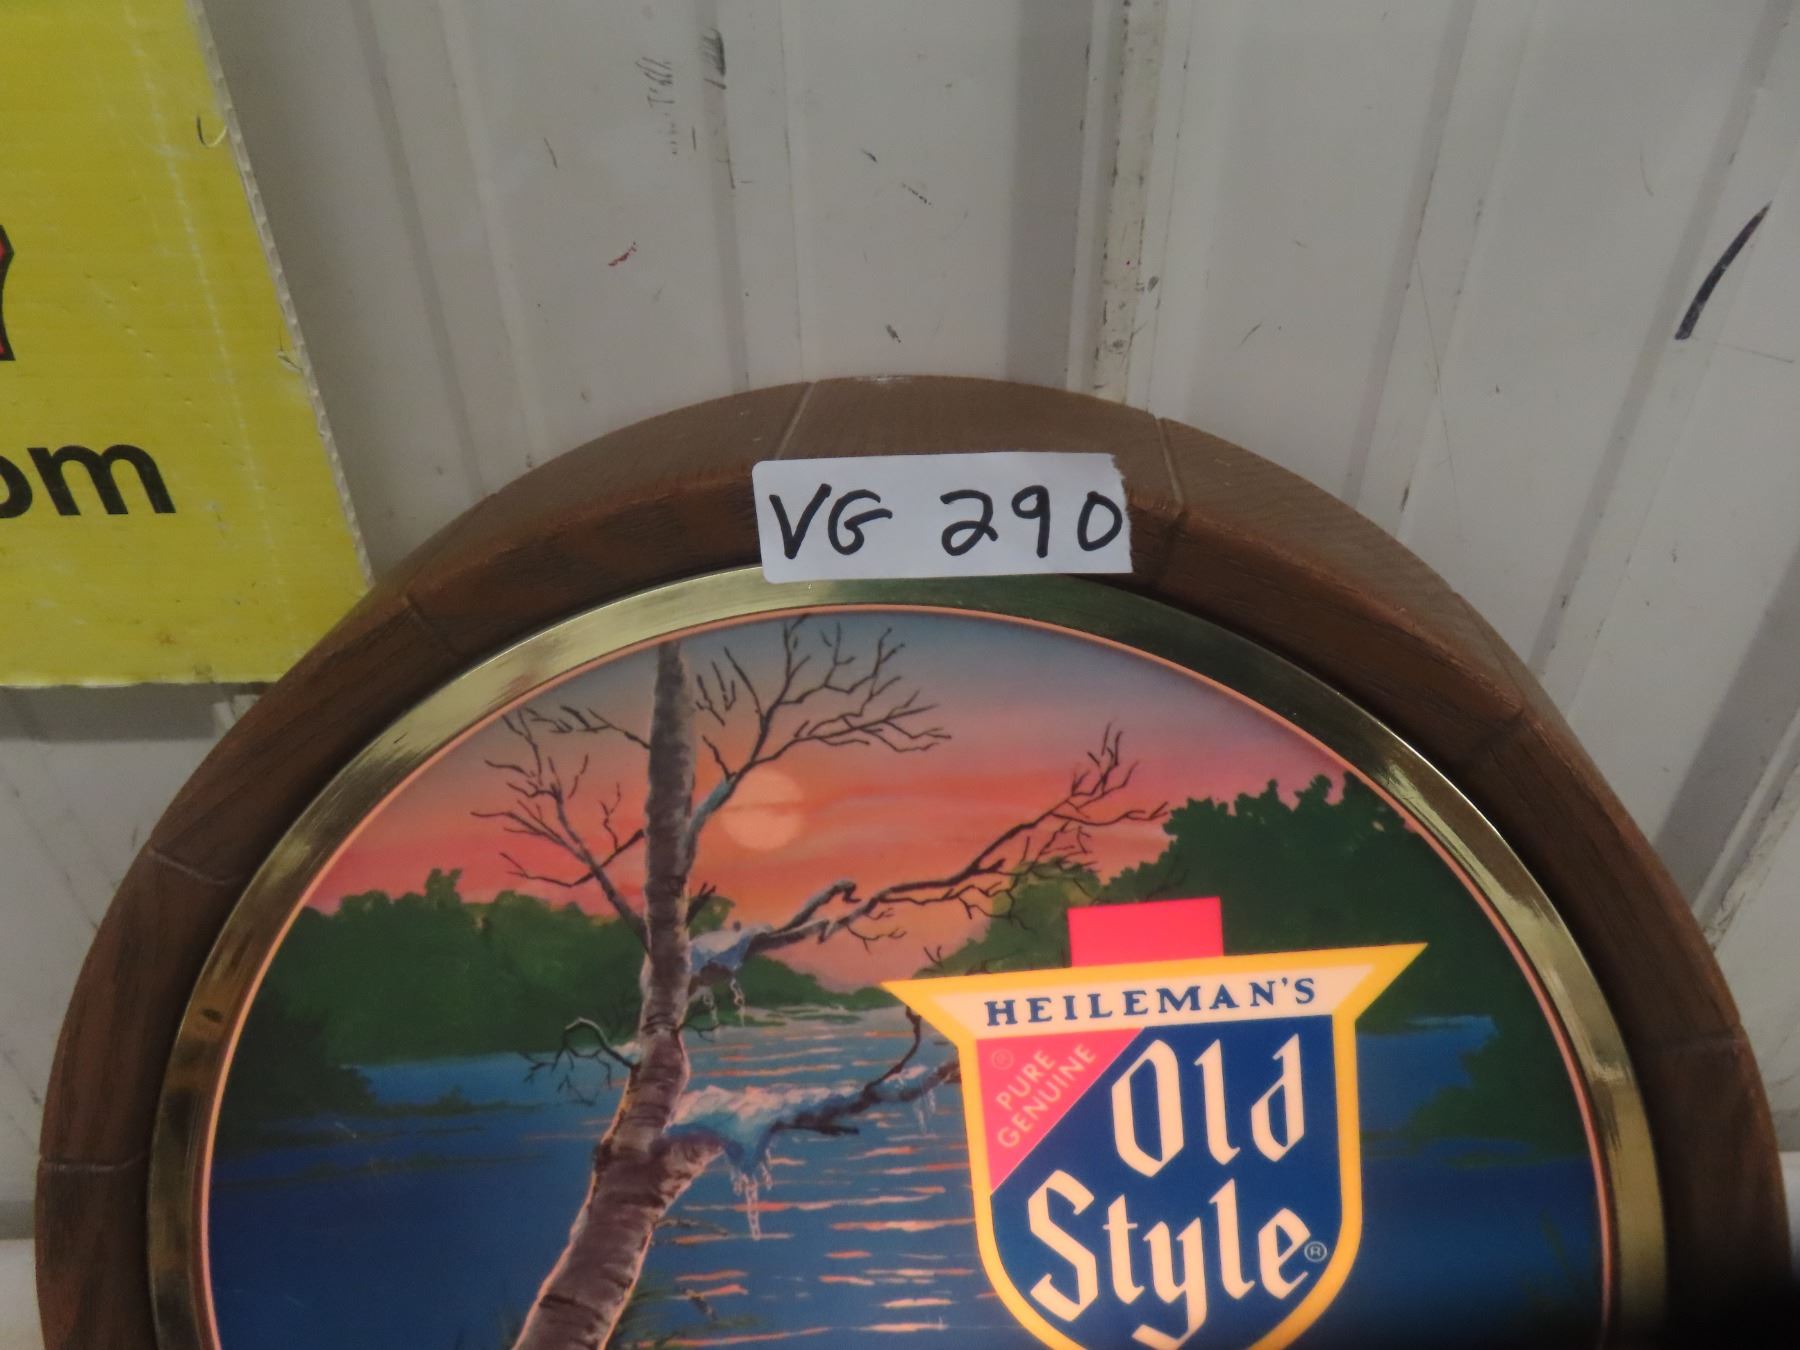 om
VG 290
HEILEMAN'S
® PURE
GENUINE
Old
Style®